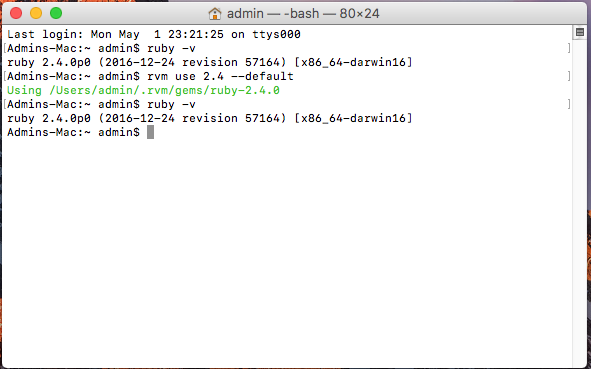 admin — -bash — 80×24
Last login: Mon May  1 23:21:25 on ttys000
[Admins-Mac:~ admin$ ruby -v ]
ruby 2.4.0p0 (2016-12-24 revision 57164) [x86_64-darwin16]
[Admins-Mac:~ admin$ rvm use 2.4 --default ]
Using /Users/admin/.rvm/gems/ruby-2.4.0
[Admins-Mac:~ admin$ ruby -v ]
ruby 2.4.0p0 (2016-12-24 revision 57164) [x86_64-darwin16]
Admins-Mac:~ admin$